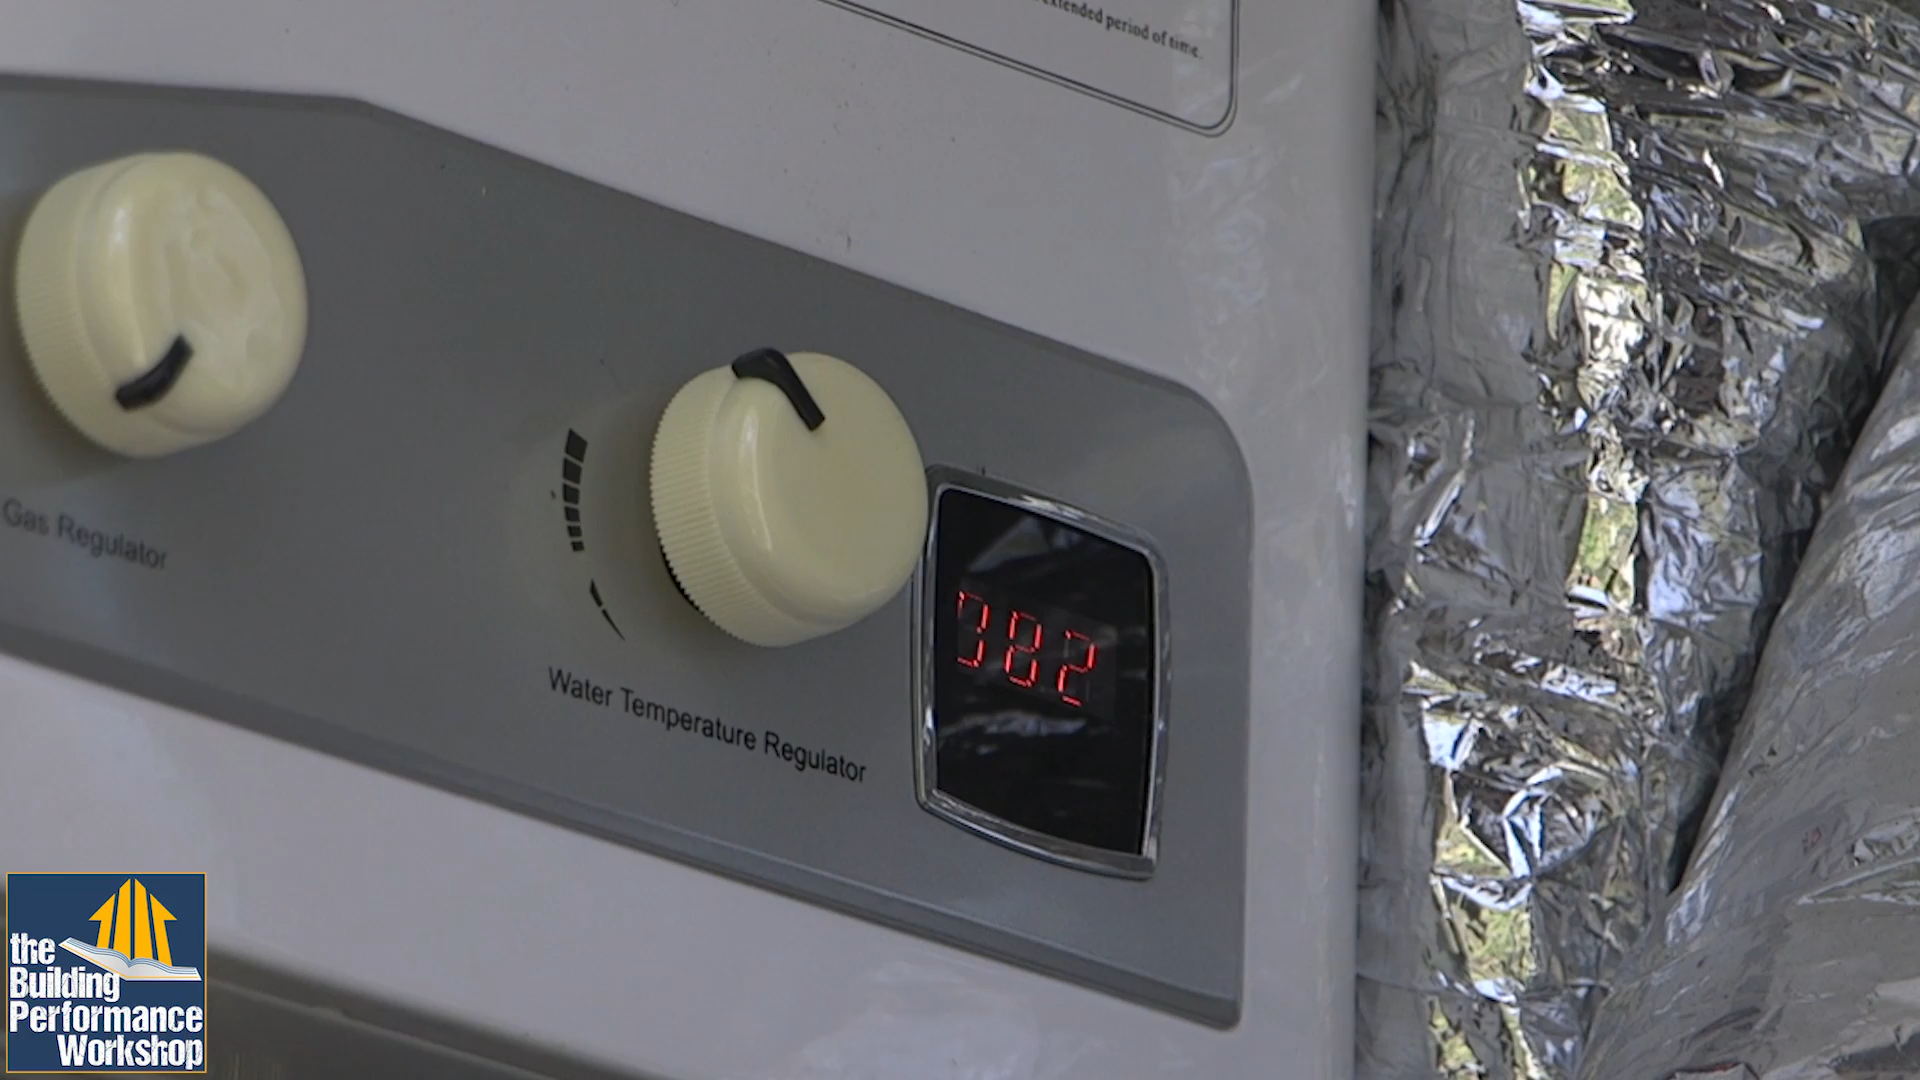 extended period of time.
Gas Regulator
Water Temperature Regulator
082
the
Building
Performance
Workshop